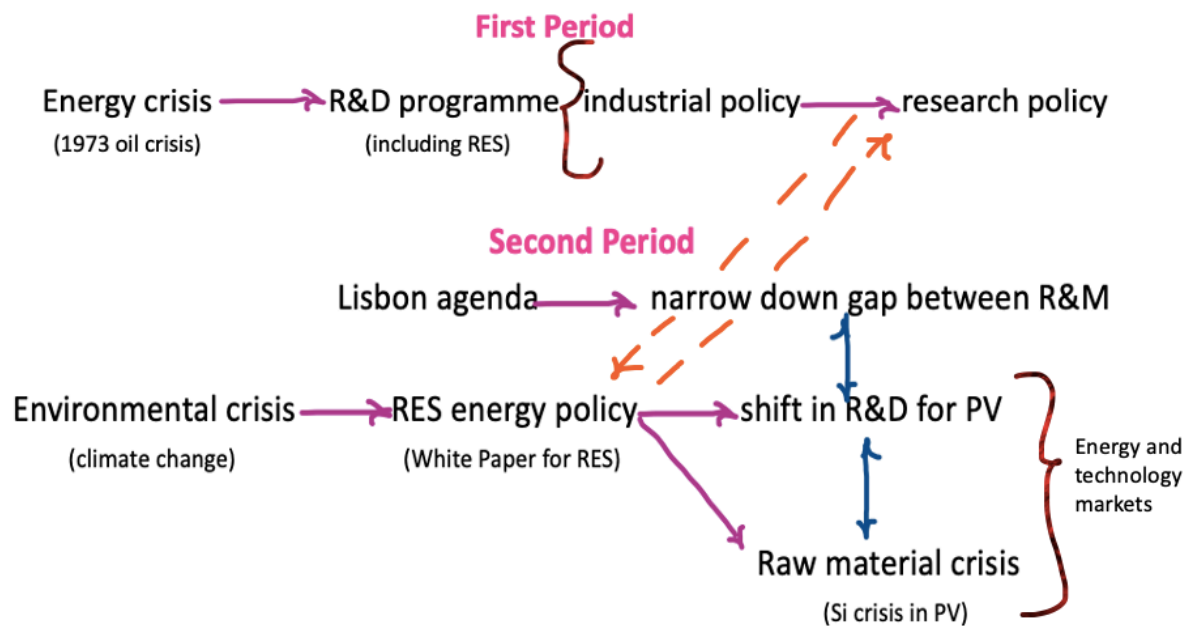 First Period
Energy crisis R&D programme industrial policy research policy
(1973 oil crisis) (including RES)
Second Period
Lisbon agenda narrow down gap between R&M
Environmental crisis RES energy policy shift in R&D for PV
(climate change) (White Paper for RES)
Energy and
technology
markets
Raw material crisis
(Si crisis in PV)